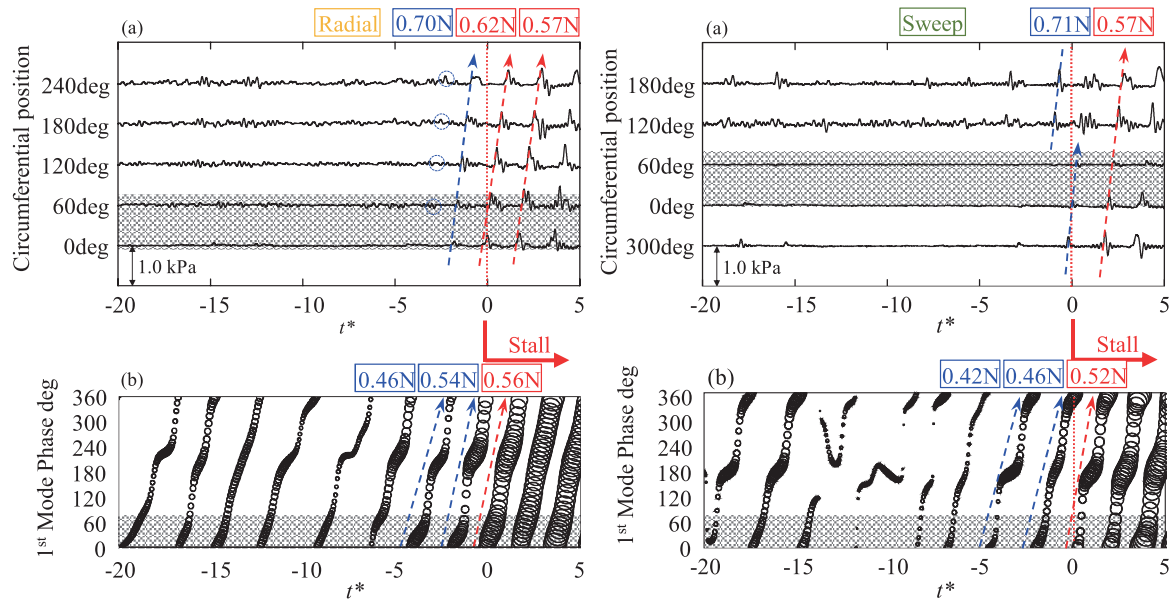 (a) Radial 0.70N 0.62N 0.57N
Circumferential position
240deg
180deg
120deg
60deg
0deg
1.0 kPa
-20 -15 -10 -5 0 5
t*
Stall
(b) 0.46N 0.54N 0.56N
1st Mode Phase deg
360
300
240
180
120
60
0
-20 -15 -10 -5 0 5
t*
(a) Sweep 0.71N 0.57N
Circumferential position
180deg
120deg
60deg
0deg
300deg
1.0 kPa
-20 -15 -10 -5 0 5
t*
Stall
(b) 0.42N 0.46N 0.52N
1st Mode Phase deg
360
300
240
180
120
60
0
-20 -15 -10 -5 0 5
t*